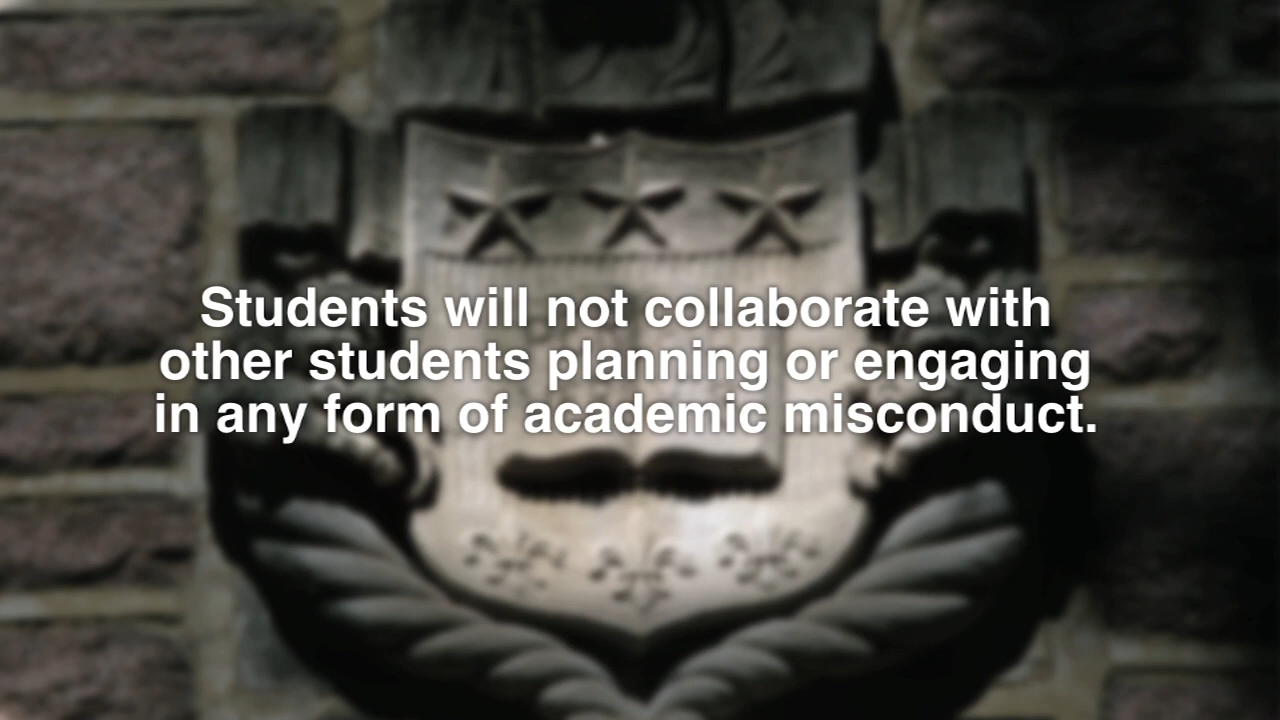 Students will not collaborate with
other students planning or engaging
in any form of academic misconduct.